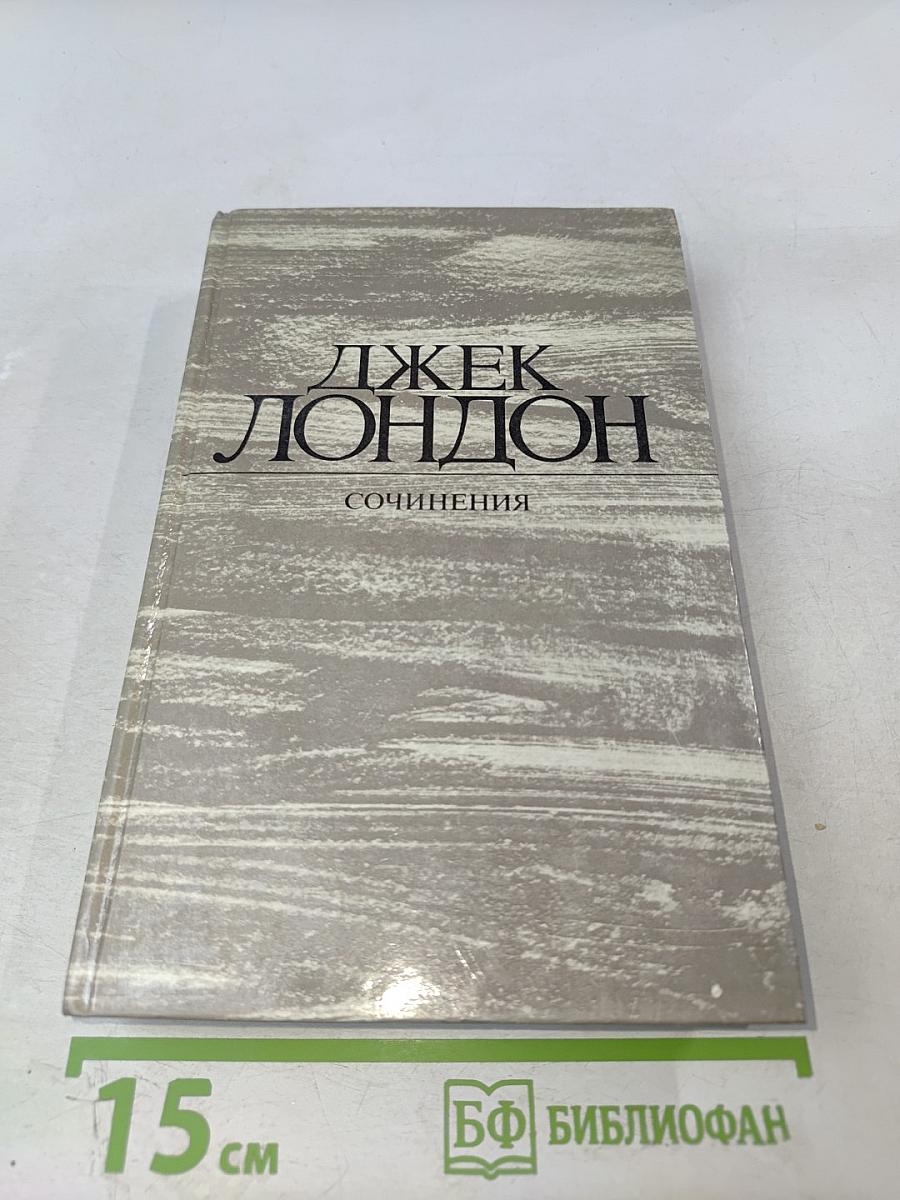 ДЖЕК
ЛОНДОН
СОЧИНЕНИЯ
15 см
БФ БИБЛИОФАН